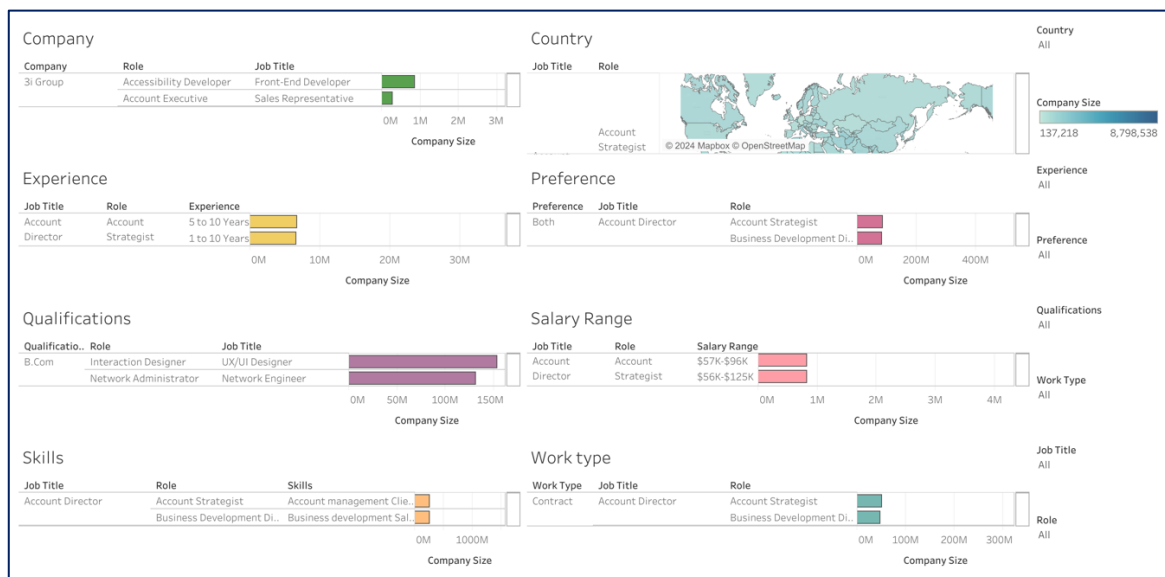 Company
Company Role Job Title
3i Group Accessibility Developer Front-End Developer
Account Executive Sales Representative
0M 1M 2M 3M
Company Size
Country
Job Title Role
Account
Strategist
© 2024 Mapbox © OpenStreetMap
Country
All
Company Size
137,218 8,798,538
Experience
Job Title Role Experience
Account Account 5 to 10 Years
Director Strategist 1 to 10 Years
0M 10M 20M 30M
Company Size
Preference
Preference Job Title Role
Both Account Director Account Strategist
Business Development Di..
0M 200M 400M
Company Size
Experience
All
Preference
All
Qualifications
Qualificatio.. Role Job Title
B.Com Interaction Designer UX/UI Designer
Network Administrator Network Engineer
0M 50M 100M 150M
Company Size
Salary Range
Job Title Role Salary Range
Account Account $57K-$96K
Director Strategist $56K-$125K
0M 1M 2M 3M 4M
Company Size
Qualifications
All
Work Type
All
Skills
Job Title Role Skills
Account Director Account Strategist Account management Clie..
Business Development Di.. Business development Sal..
0M 1000M
Company Size
Work type
Work Type Job Title Role
Contract Account Director Account Strategist
Business Development Di..
0M 100M 200M 300M
Company Size
Job Title
All
Role
All